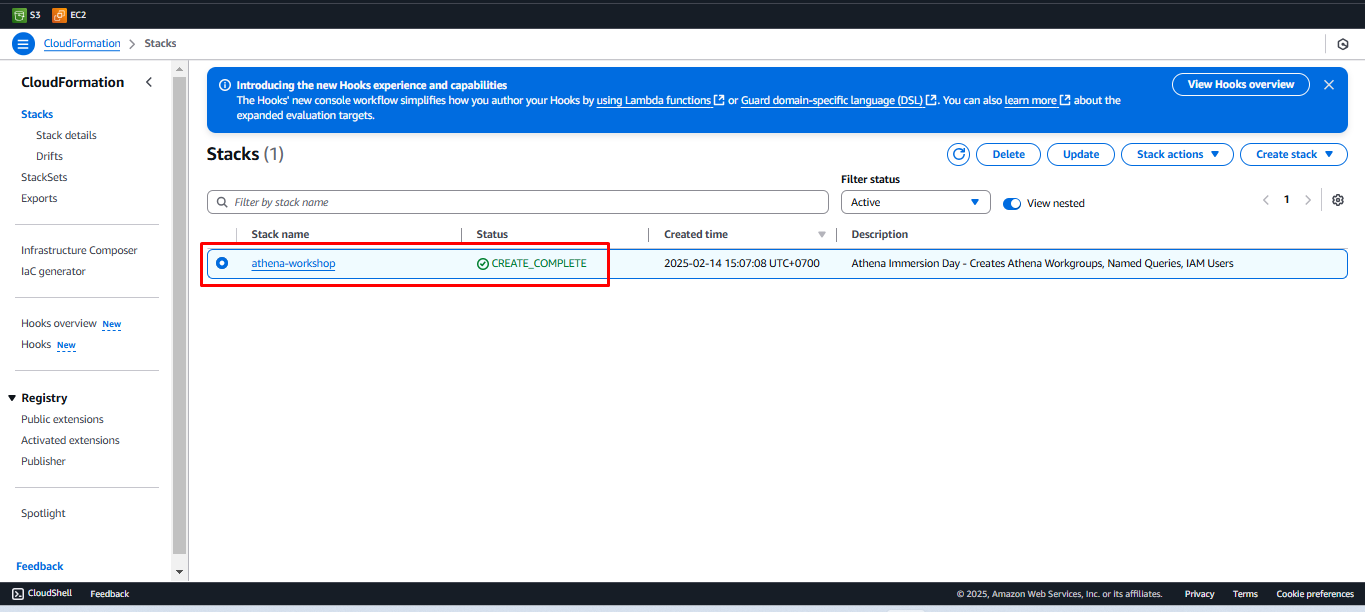 S3 EC2
CloudFormation Stacks
CloudFormation
Stacks
Stack details
Drifts
StackSets
Exports
Infrastructure Composer
IaC generator
Hooks overview New
Hooks New
Registry
Public extensions
Activated extensions
Publisher
Spotlight
Feedback
Introducing the new Hooks experience and capabilities
The Hooks' new console workflow simplifies how you author your Hooks by using Lambda functions or Guard domain-specific language (DSL). You can also learn more about the
expanded evaluation targets.
View Hooks overview
Stacks (1)
Delete Update Stack actions Create stack
Filter status
Filter by stack name Active View nested 1
Stack name Status Created time Description
athena-workshop CREATE_COMPLETE 2025-02-14 15:07:08 UTC+0700 Athena Immersion Day - Creates Athena Workgroups, Named Queries, IAM Users
CloudShell Feedback © 2025, Amazon Web Services, Inc. or its affiliates. Privacy Terms Cookie preferences